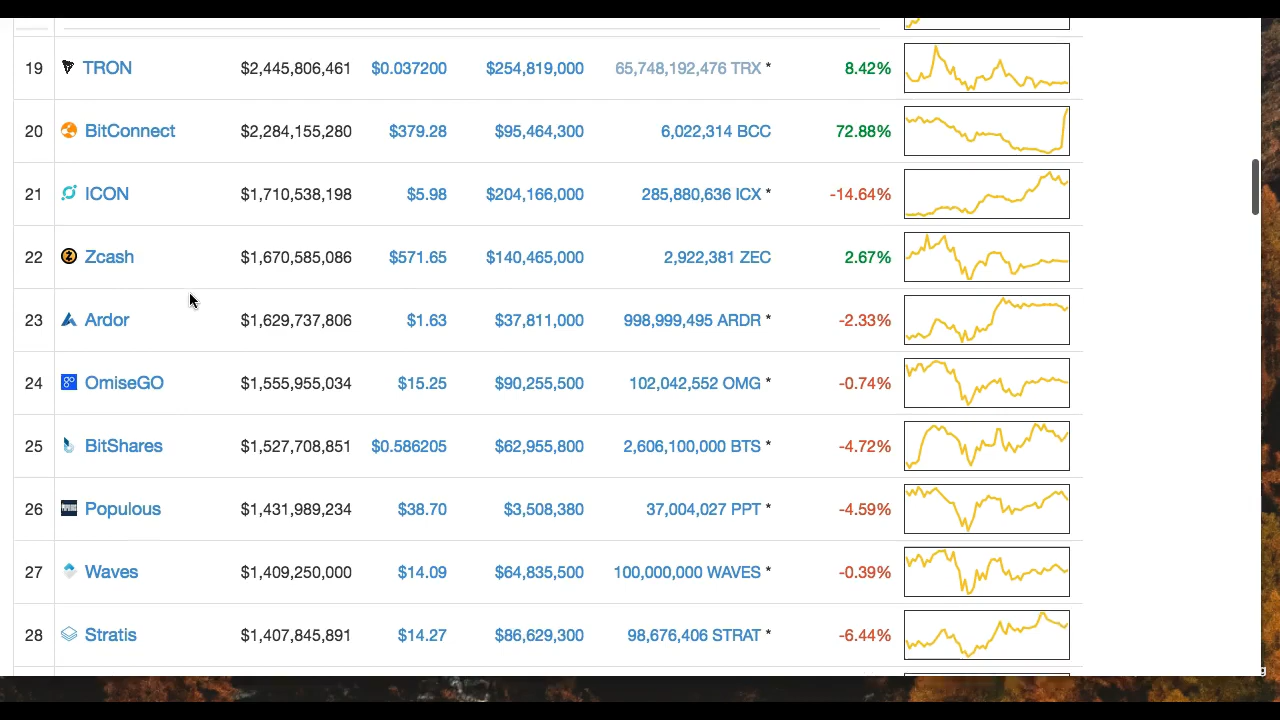 19 TRON $2,445,806,461 $0.037200 $254,819,000 65,748,192,476 TRX * 8.42%
20 BitConnect $2,284,155,280 $379.28 $95,464,300 6,022,314 BCC 72.88%
21 ICON $1,710,538,198 $5.98 $204,166,000 285,880,636 ICX * -14.64%
22 Zcash $1,670,585,086 $571.65 $140,465,000 2,922,381 ZEC 2.67%
23 Ardor $1,629,737,806 $1.63 $37,811,000 998,999,495 ARDR * -2.33%
24 OmiseGO $1,555,955,034 $15.25 $90,255,500 102,042,552 OMG * -0.74%
25 BitShares $1,527,708,851 $0.586205 $62,955,800 2,606,100,000 BTS * -4.72%
26 Populous $1,431,989,234 $38.70 $3,508,380 37,004,027 PPT * -4.59%
27 Waves $1,409,250,000 $14.09 $64,835,500 100,000,000 WAVES * -0.39%
28 Stratis $1,407,845,891 $14.27 $86,629,300 98,676,406 STRAT * -6.44%